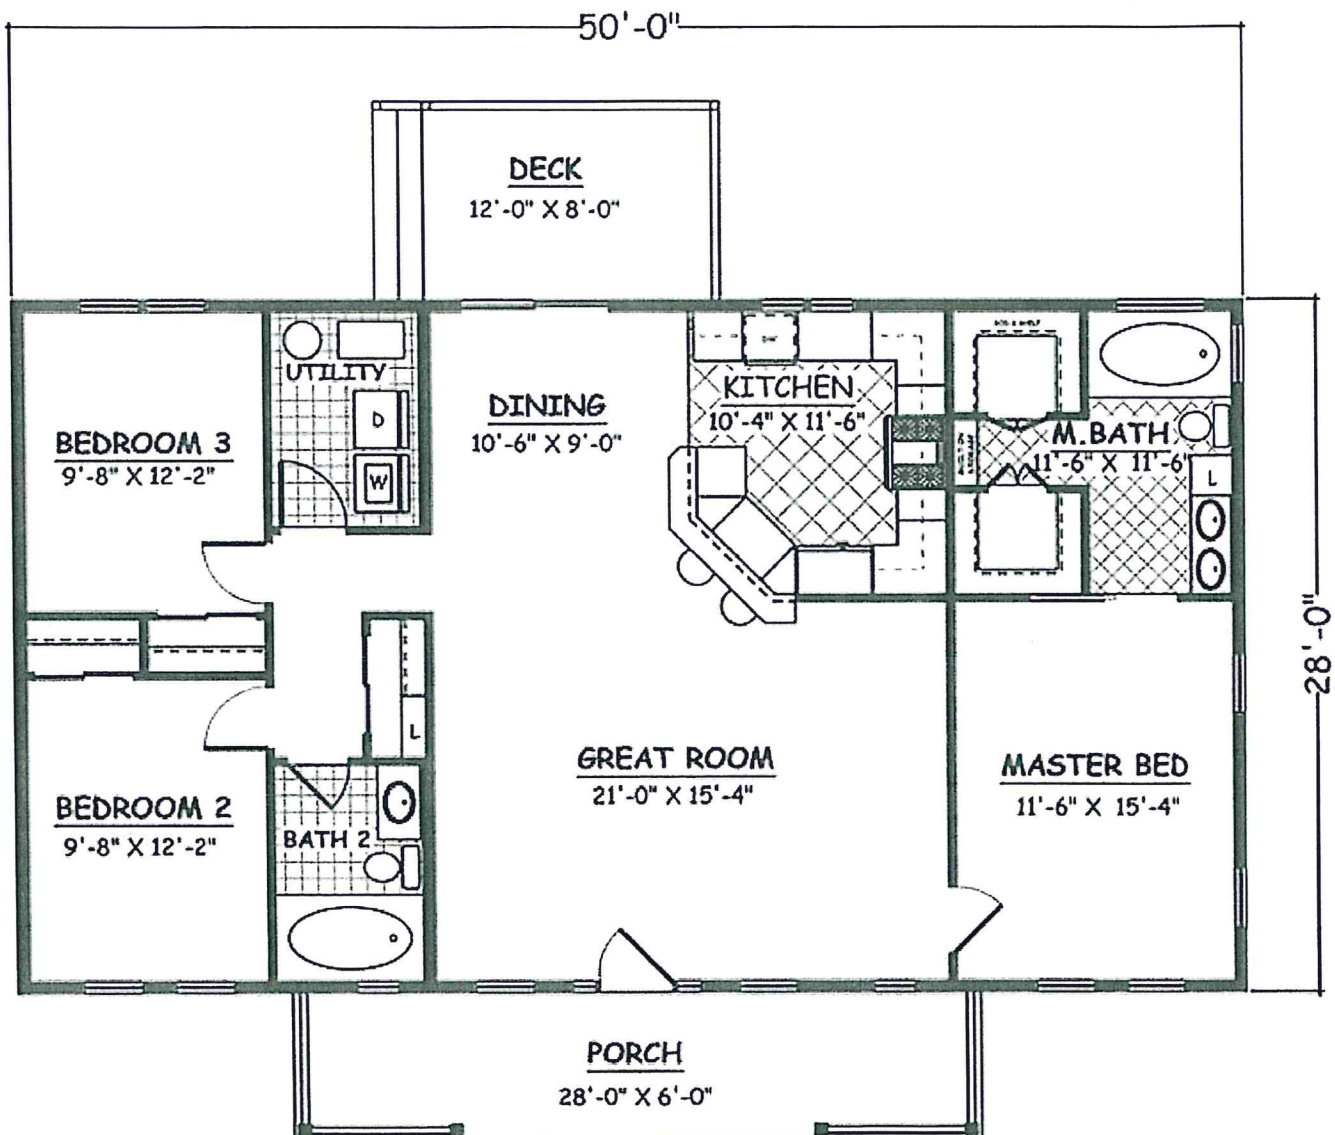 50'-0"
DECK
12'-0" X 8'-0"
UTILITY
D
W
DINING
10'-6" X 9'-0"
KITCHEN
10'-4" X 11'-6"
DW
M.BATH
11'-6" X 11'-6"
L
BEDROOM 3
9'-8" X 12'-2"
28'-0"
L
GREAT ROOM
21'-0" X 15'-4"
MASTER BED
11'-6" X 15'-4"
BEDROOM 2
9'-8" X 12'-2"
BATH 2
PORCH
28'-0" X 6'-0"